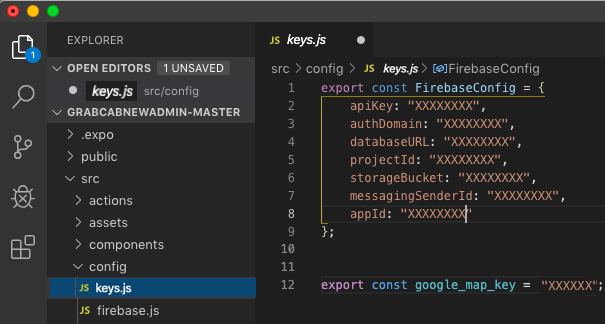 EXPLORER
JS keys.js
OPEN EDITORS 1 UNSAVED
keys.js src/config
GRABCABNEWADMIN-MASTER
.expo
public
src
actions
assets
components
config
JS keys.js
JS firebase.js
1
src › config › JS keys.js › FirebaseConfig
1 export const FirebaseConfig = {
2 apiKey: "XXXXXXXX",
3 authDomain: "XXXXXXXX",
4 databaseURL: "XXXXXXXX",
5 projectId: "XXXXXXXX",
6 storageBucket: "XXXXXXXX",
7 messagingSenderId: "XXXXXXXX",
8 appId: "XXXXXXXX"
9 };
10
11
12 export const google_map_key = "XXXXXX";